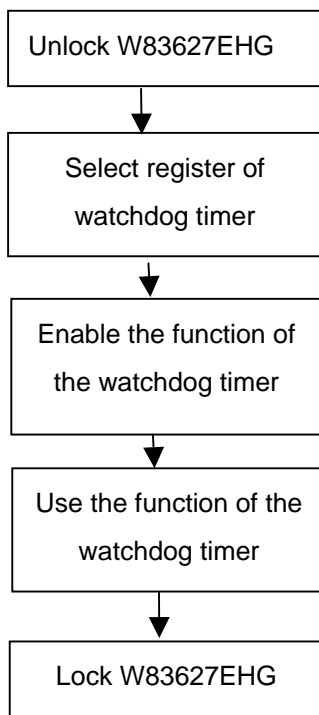 Unlock W83627EHG
Select register of
watchdog timer
Enable the function of
the watchdog timer
Use the function of the
watchdog timer
Lock W83627EHG